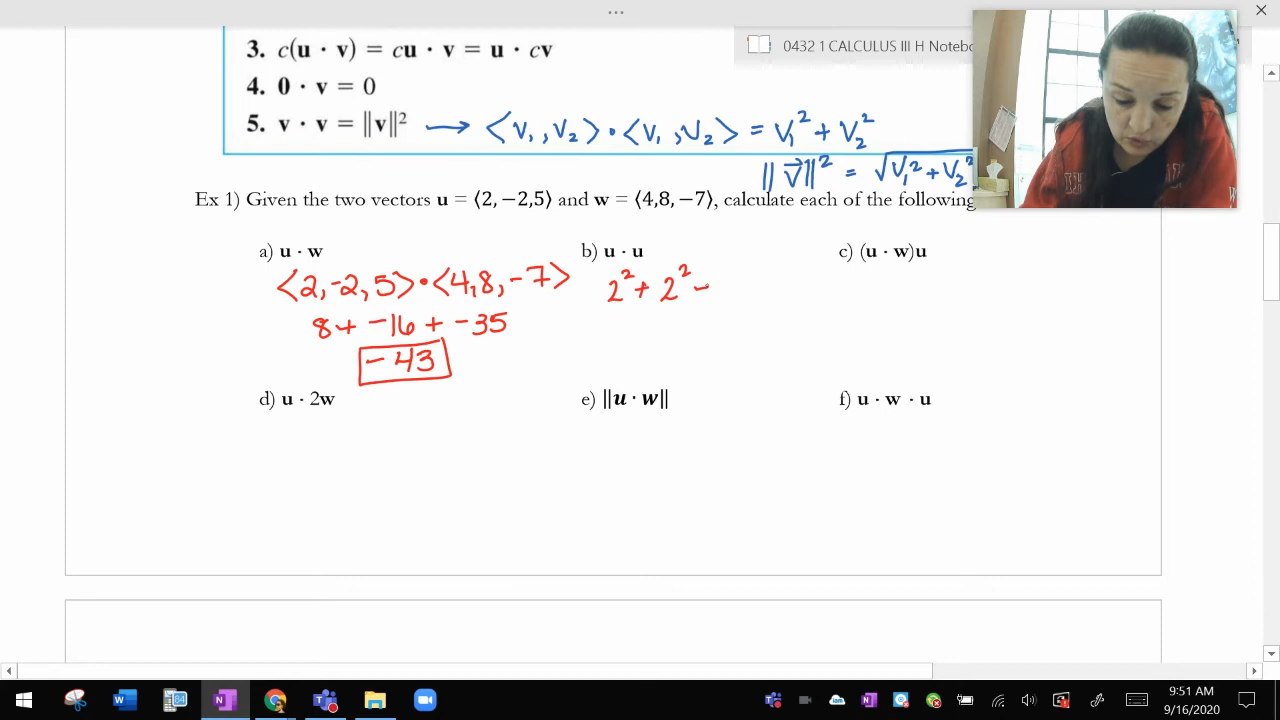 3. c(u · v) = cu · v = u · cv
0432 1 CALCULUS III H Noteb
4. 0 · v = 0
5. v · v = ||v||² → ⟨v₁, v₂⟩ · ⟨v₁, v₂⟩ = v₁² + v₂²
||v⃗||² = √v₁² + v₂²
Ex 1) Given the two vectors u = ⟨2, −2,5⟩ and w = ⟨4,8, −7⟩, calculate each of the following
a) u · w
b) u · u
c) (u · w)u
⟨2, -2, 5⟩ • ⟨4, 8, -7⟩
2² + 2² -
8 + -16 + -35
-43
d) u · 2w
e) ||u · w||
f) u · w · u
9:51 AM
9/16/2020